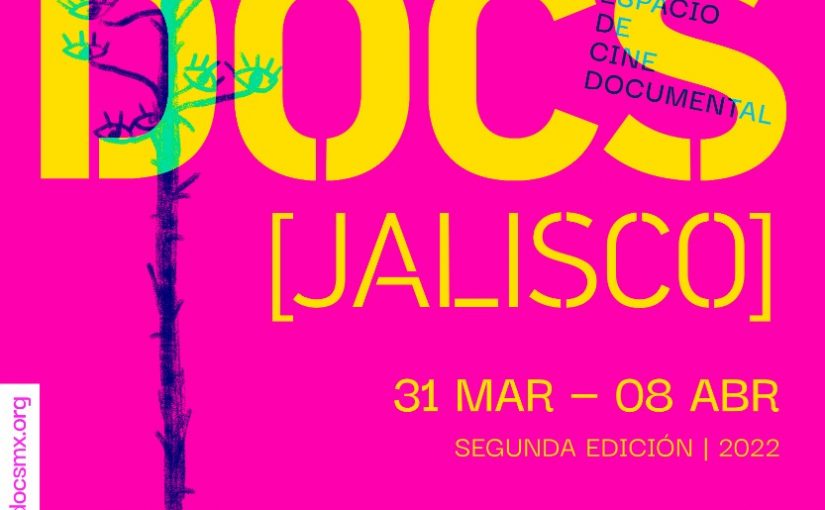 DOCS
ESPACIO
DE
CINE
DOCUMENTAL
[JALISCO]
31 MAR – 08 ABR
SEGUNDA EDICIÓN | 2022
docsmx.org